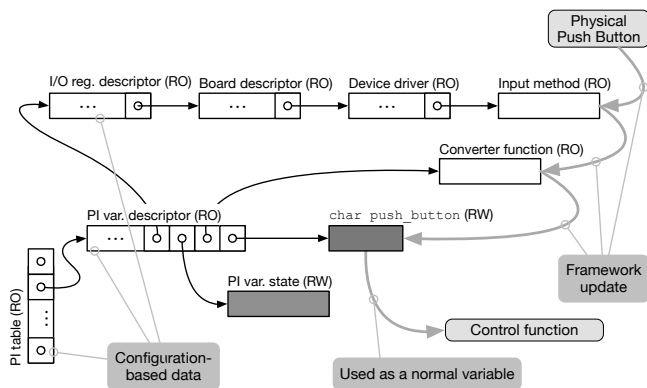 Physical
Push Button
I/O reg. descriptor (RO)
Board descriptor (RO)
Device driver (RO)
Input method (RO)
...
...
...
Converter function (RO)
PI var. descriptor (RO)
char push_button (RW)
...
PI table (RO)
...
PI var. state (RW)
Framework
update
Control function
Configuration-
based data
Used as a normal variable